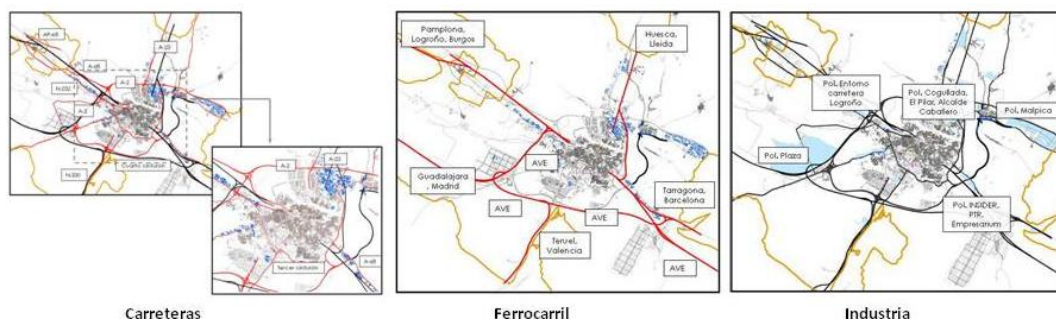 AP-68
A-23
A-68
A-2
N-232
A-2
N-330
A-2
A-23
Tercer cinturón
A-68
Pamplona,
Logroño, Burgos
Huesca,
Lleida
AVE
Guadalajara
, Madrid
Tarragona,
Barcelona
AVE
AVE
Teruel,
Valencia
AVE
Pol. Entorno
carretera
Logroño
Pol. Cogullada,
El Pilar, Alcalde
Caballero
Pol. Malpica
Pol. Plaza
Pol. INSIDER,
PTR,
Empresarium
Carreteras
Ferrocarril
Industria